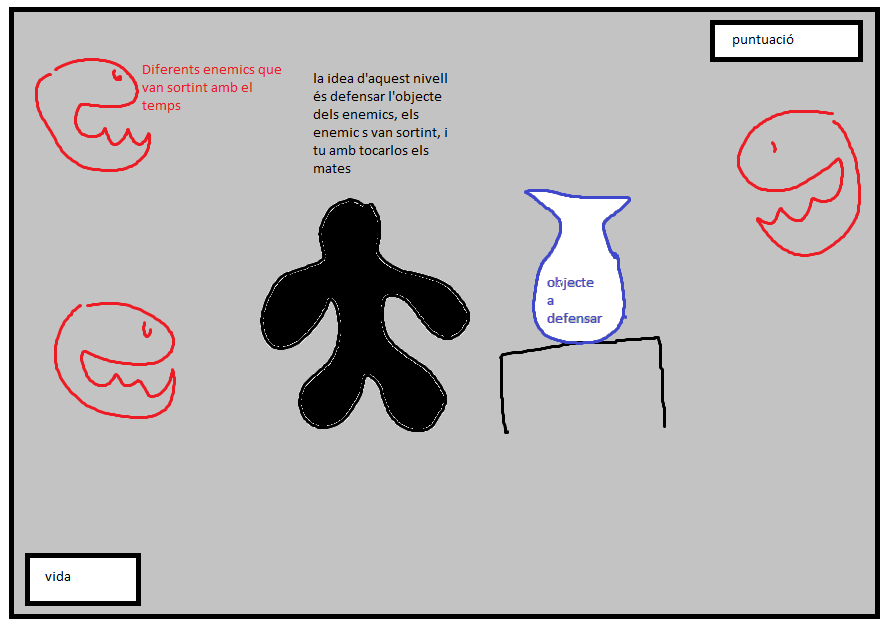 puntuació
Diferents enemics que
van sortint amb el
temps
la idea d'aquest nivell
és defensar l'objecte
dels enemics, els
enemic s van sortint, i
tu amb tocarlos els
mates
objecte
a
defensar
vida